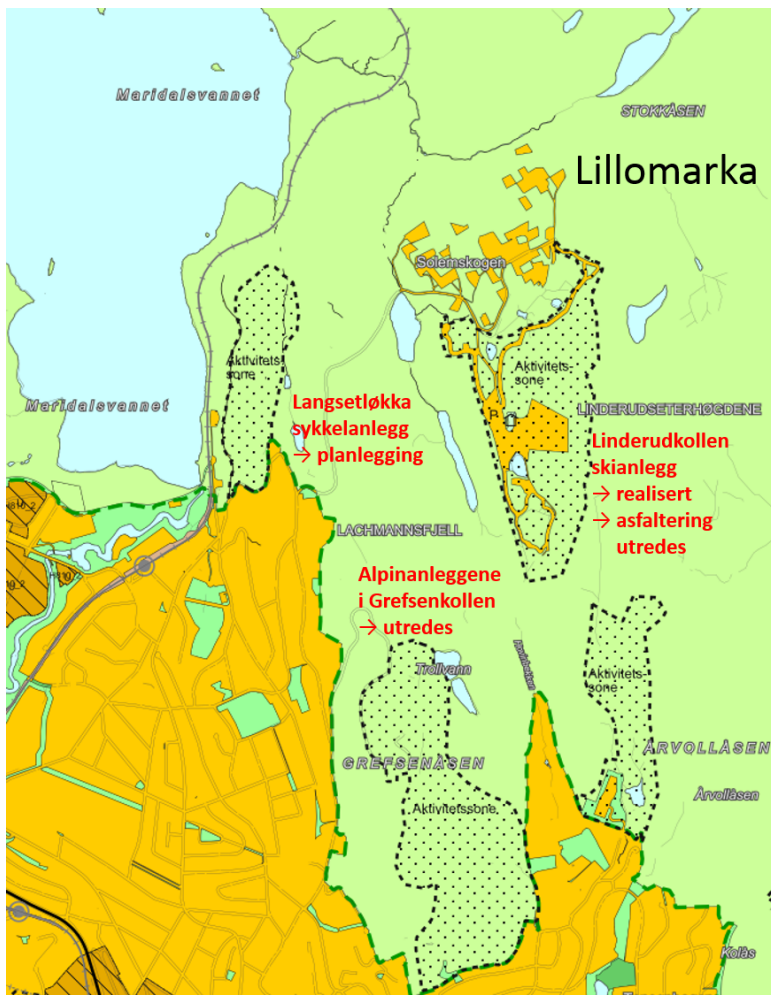 Maridalsvannet
STOKKÅSEN
Lillomarka
Solemskogen
Aktivitets-
sone
Aktivitets-
sone
Maridalsvannet
Langsetløkka
sykkelanlegg
→ planlegging
LINDERUDSETERHØGDENE
Linderudkollen
skianlegg
→ realisert
→ asfaltering
utredes
LACHMANNSFJELL
Alpinanleggene
i Grefsenkollen
→ utredes
Trollvann
Aktivitets-
sone
GREFSENÅSEN
ÅRVOLLÅSEN
Årvollåsen
Aktivitetssone
Kolås